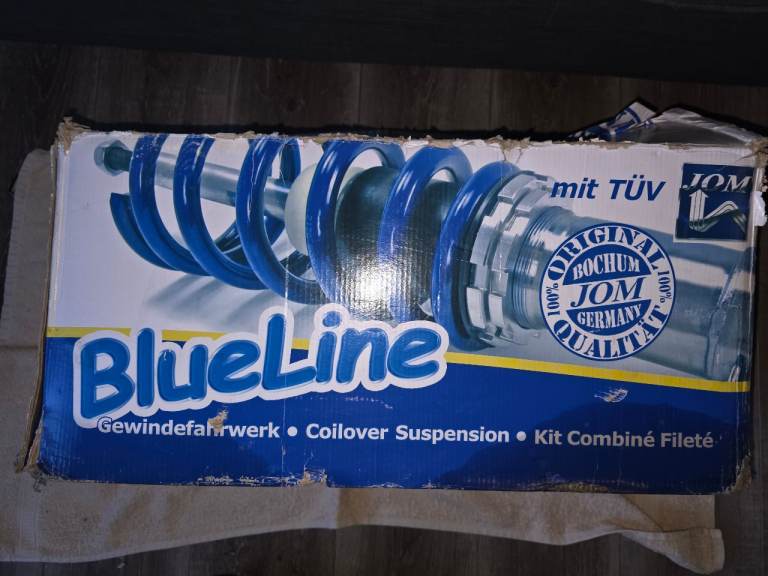 mit TÜV
JOM
ORIGINAL
100%
100%
BOCHUM
JOM
GERMANY
QUALITÄT
BlueLine
Gewindefahrwerk • Coilover Suspension • Kit Combiné Fileté